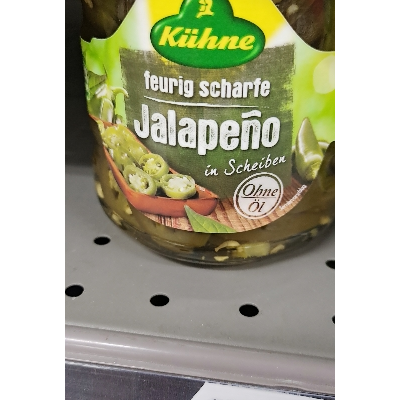 Kühne
feurig scharfe
Jalapeño
in Scheiben
Ohne
Öl